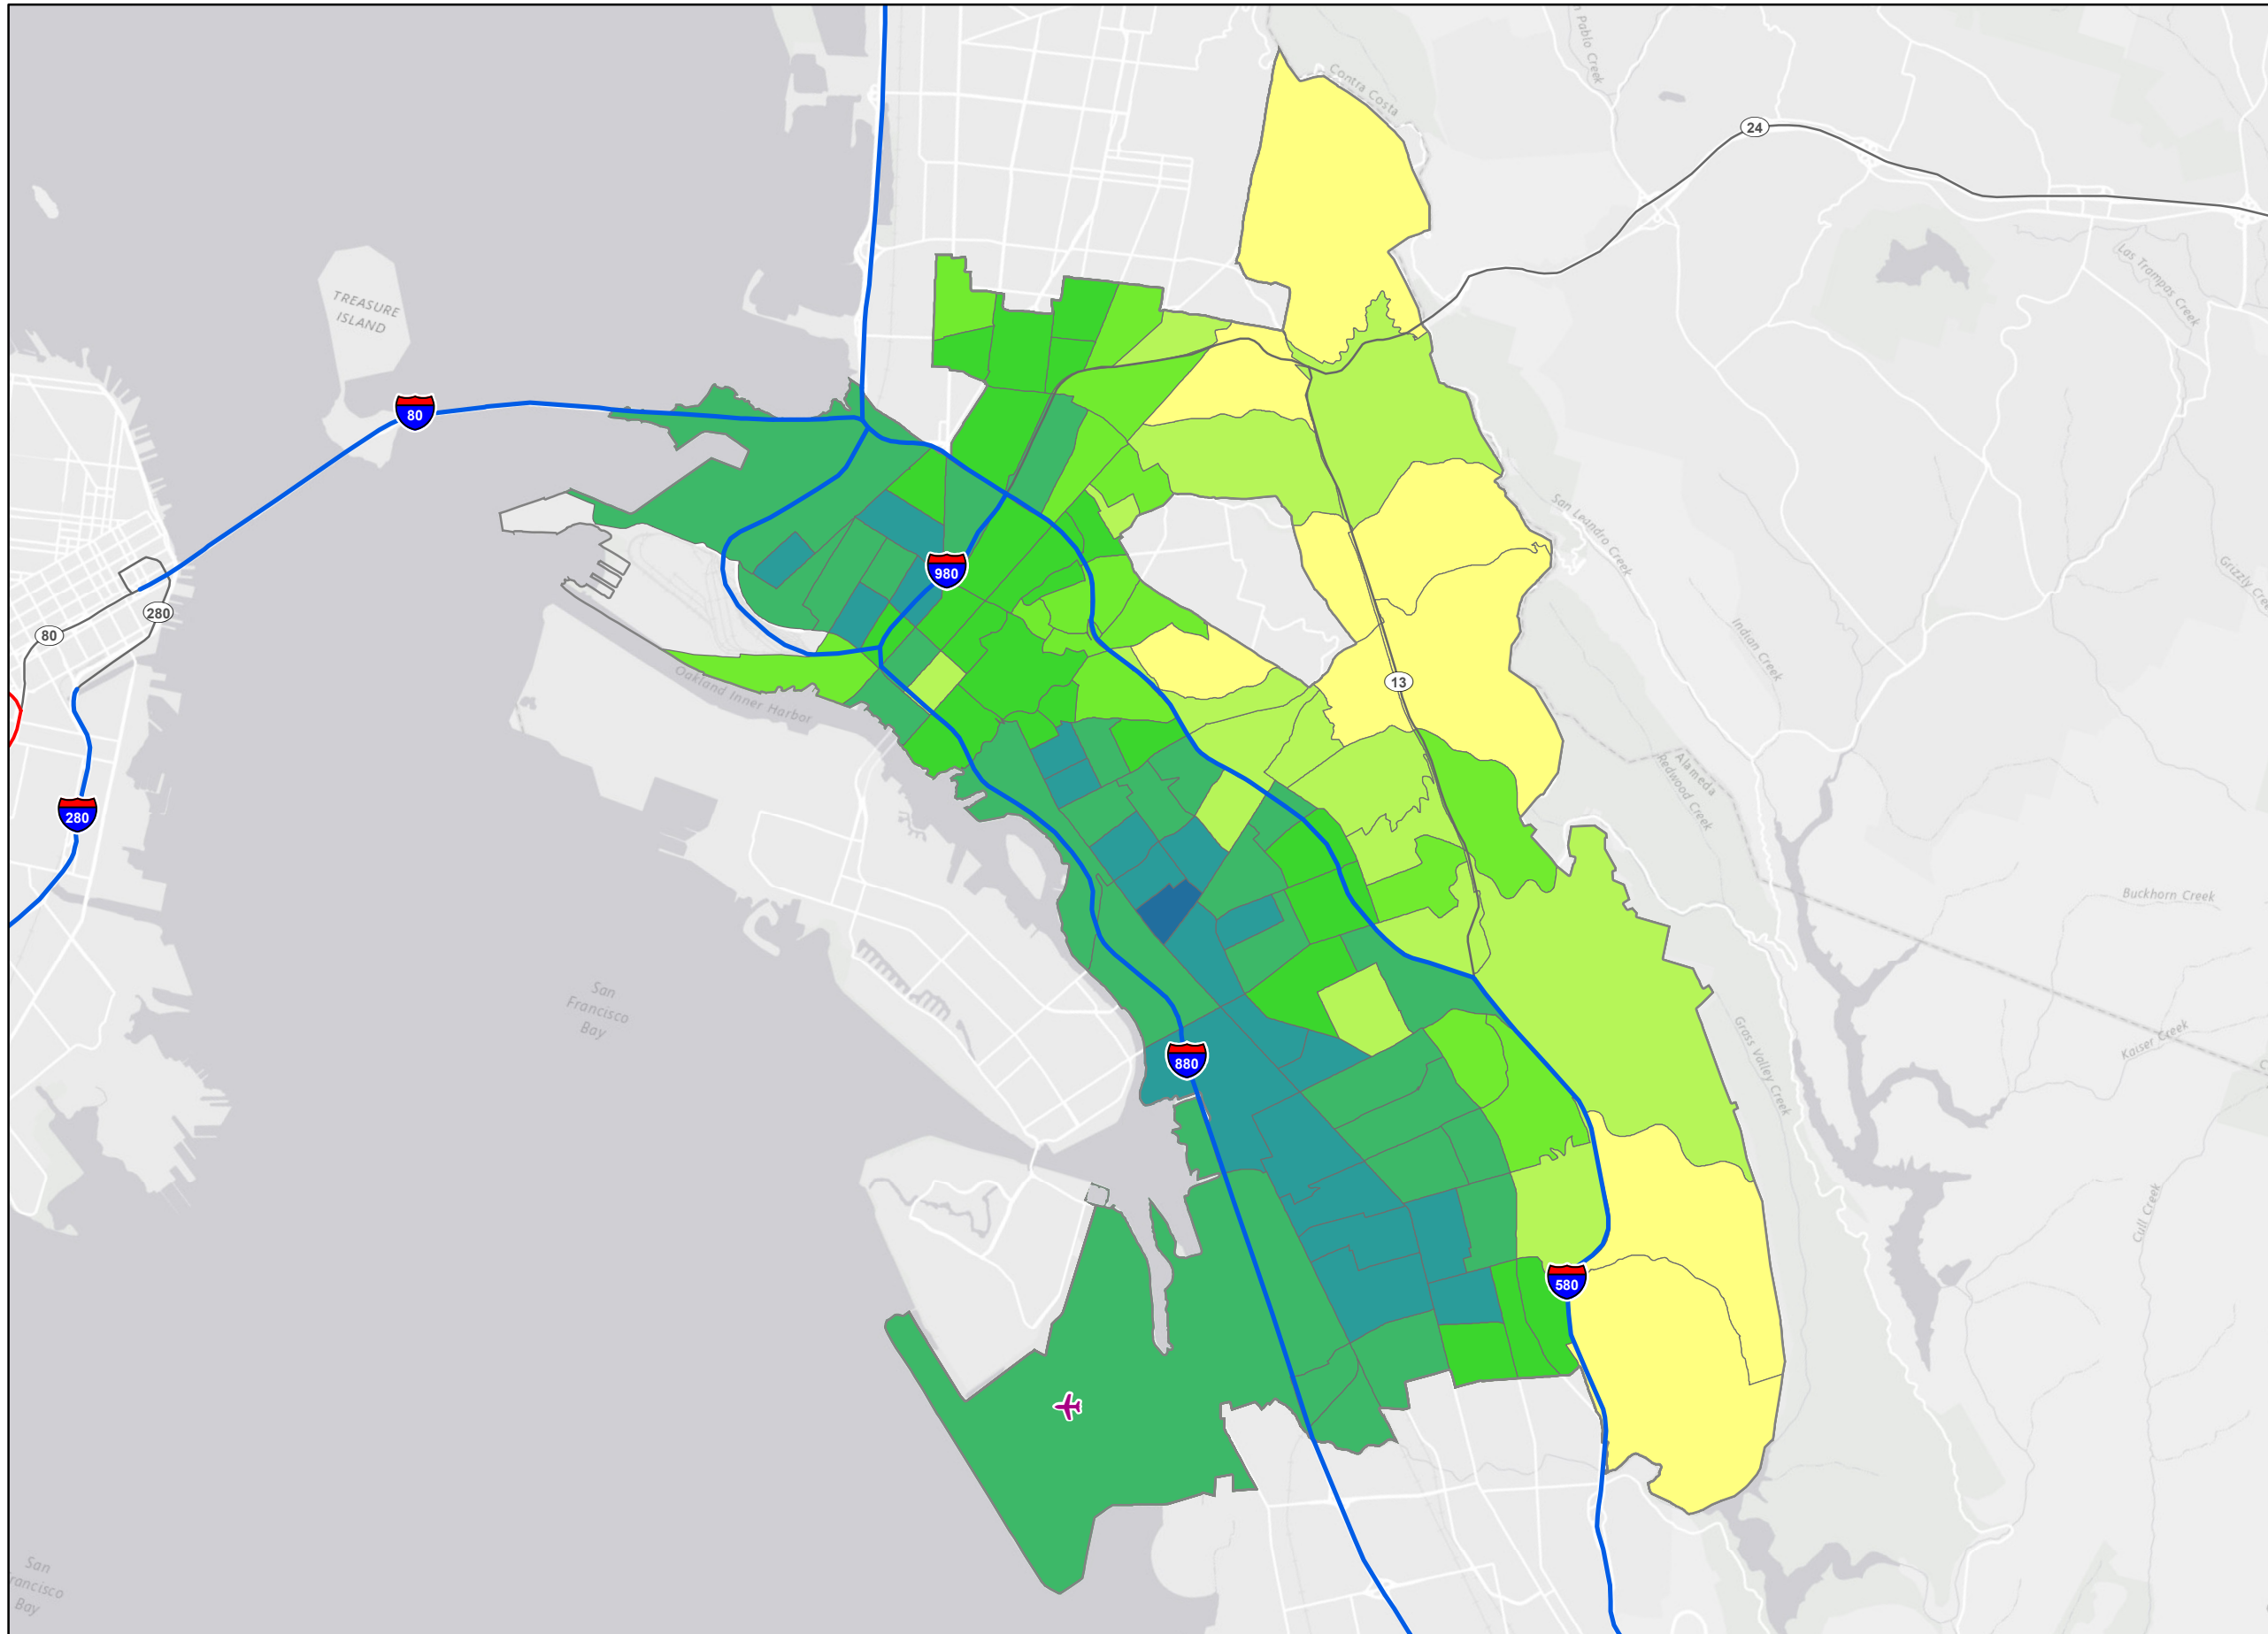 Contra Costa
n Pablo Creek
24
Las Trampas Creek
TREASURE
ISLAND
80
San Leandro Creek
Grizzly Cree
980
280
80
Indian Creek
13
Oakland Inner Harbor
Alameda
Redwood Creek
280
Buckhorn Creek
San
Francisco
Bay
Grass Valley Creek
Kaiser Creek
C
880
Cull Creek
580
San
rancisco
Bay